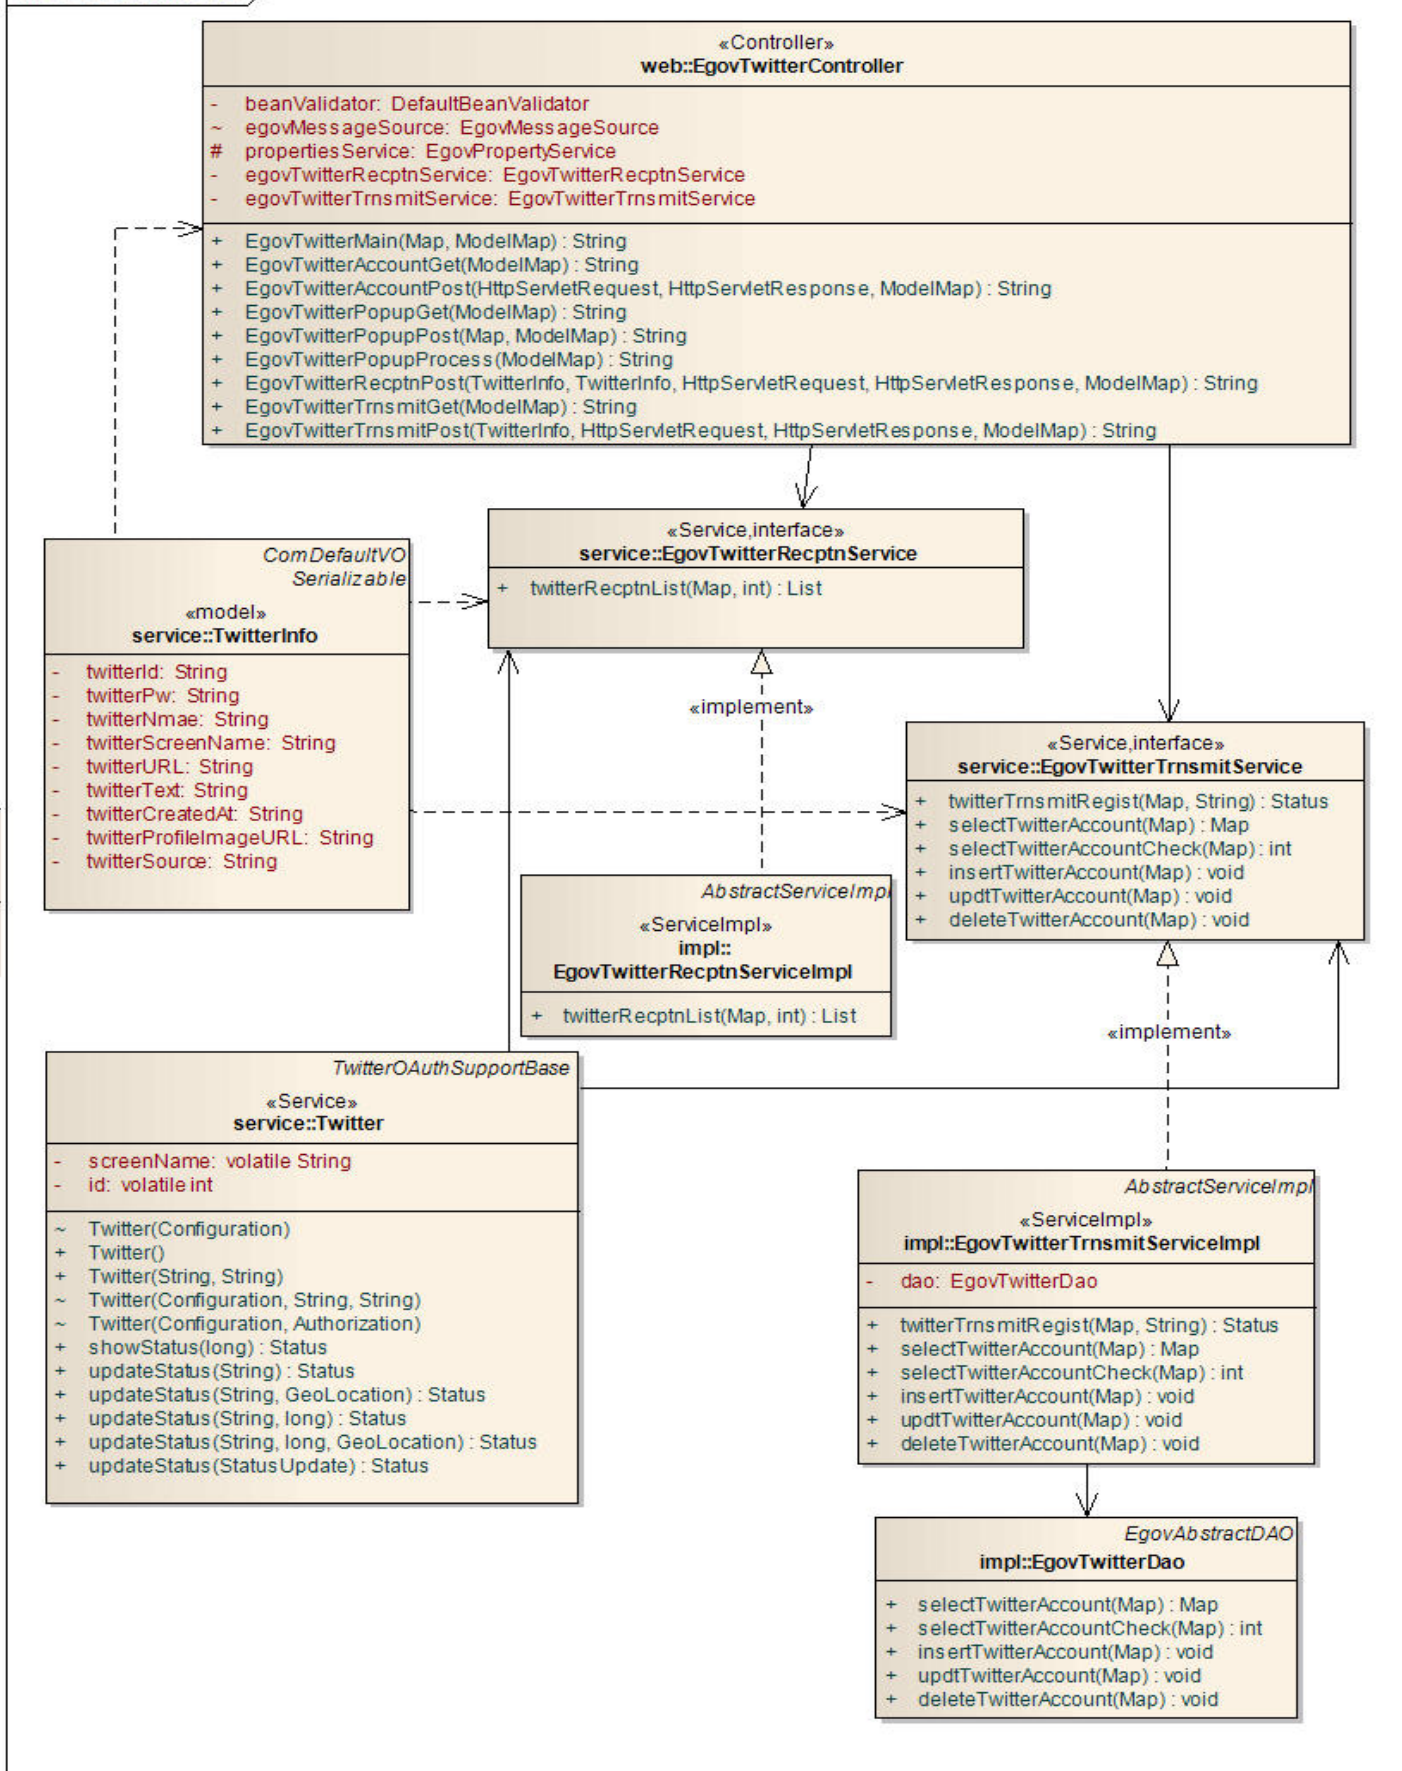 «Controller»
web::EgovTwitterController
- beanValidator: DefaultBeanValidator
~ egovMessageSource: EgovMessageSource
# propertiesService: EgovPropertyService
- egovTwitterRecptnService: EgovTwitterRecptnService
- egovTwitterTrnsmitService: EgovTwitterTrnsmitService
+ EgovTwitterMain(Map, ModelMap) : String
+ EgovTwitterAccountGet(ModelMap) : String
+ EgovTwitterAccountPost(HttpServletRequest, HttpServletResponse, ModelMap) : String
+ EgovTwitterPopupGet(ModelMap) : String
+ EgovTwitterPopupPost(Map, ModelMap) : String
+ EgovTwitterPopupProcess(ModelMap) : String
+ EgovTwitterRecptnPost(TwitterInfo, TwitterInfo, HttpServletRequest, HttpServletResponse, ModelMap) : String
+ EgovTwitterTrnsmitGet(ModelMap) : String
+ EgovTwitterTrnsmitPost(TwitterInfo, HttpServletRequest, HttpServletResponse, ModelMap) : String
«Service,interface»
service::EgovTwitterRecptnService
+ twitterRecptnList(Map, int) : List
ComDefaultVO
Serializable
«model»
service::TwitterInfo
- twitterId: String
- twitterPw: String
- twitterNmae: String
- twitterScreenName: String
- twitterURL: String
- twitterText: String
- twitterCreatedAt: String
- twitterProfileImageURL: String
- twitterSource: String
«implement»
«Service,interface»
service::EgovTwitterTrnsmitService
+ twitterTrnsmitRegist(Map, String) : Status
+ selectTwitterAccount(Map) : Map
+ selectTwitterAccountCheck(Map) : int
+ insertTwitterAccount(Map) : void
+ updtTwitterAccount(Map) : void
+ deleteTwitterAccount(Map) : void
AbstractServiceImpl
«ServiceImpl»
impl::
EgovTwitterRecptnServiceImpl
+ twitterRecptnList(Map, int) : List
«implement»
TwitterOAuthSupportBase
«Service»
service::Twitter
- screenName: volatile String
- id: volatile int
~ Twitter(Configuration)
+ Twitter()
+ Twitter(String, String)
~ Twitter(Configuration, String, String)
~ Twitter(Configuration, Authorization)
+ showStatus(long) : Status
+ updateStatus(String) : Status
+ updateStatus(String, GeoLocation) : Status
+ updateStatus(String, long) : Status
+ updateStatus(String, long, GeoLocation) : Status
+ updateStatus(StatusUpdate) : Status
AbstractServiceImpl
«ServiceImpl»
impl::EgovTwitterTrnsmitServiceImpl
- dao: EgovTwitterDao
+ twitterTrnsmitRegist(Map, String) : Status
+ selectTwitterAccount(Map) : Map
+ selectTwitterAccountCheck(Map) : int
+ insertTwitterAccount(Map) : void
+ updtTwitterAccount(Map) : void
+ deleteTwitterAccount(Map) : void
EgovAbstractDAO
impl::EgovTwitterDao
+ selectTwitterAccount(Map) : Map
+ selectTwitterAccountCheck(Map) : int
+ insertTwitterAccount(Map) : void
+ updtTwitterAccount(Map) : void
+ deleteTwitterAccount(Map) : void